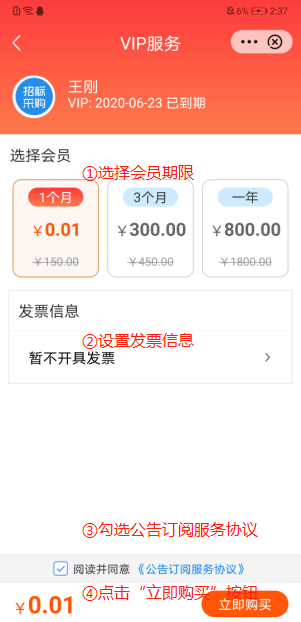 6% 2:37
VIP服务
招标
采购
王刚
VIP: 2020-06-23 已到期
选择会员
①选择会员期限
1个月 3个月 一年
￥0.01 ￥300.00 ￥800.00
￥150.00 ￥450.00 ￥1800.00
发票信息
②设置发票信息
暂不开具发票
③勾选公告订阅服务协议
阅读并同意 《公告订阅服务协议》
④点击“立即购买”按钮
￥0.01 立即购买